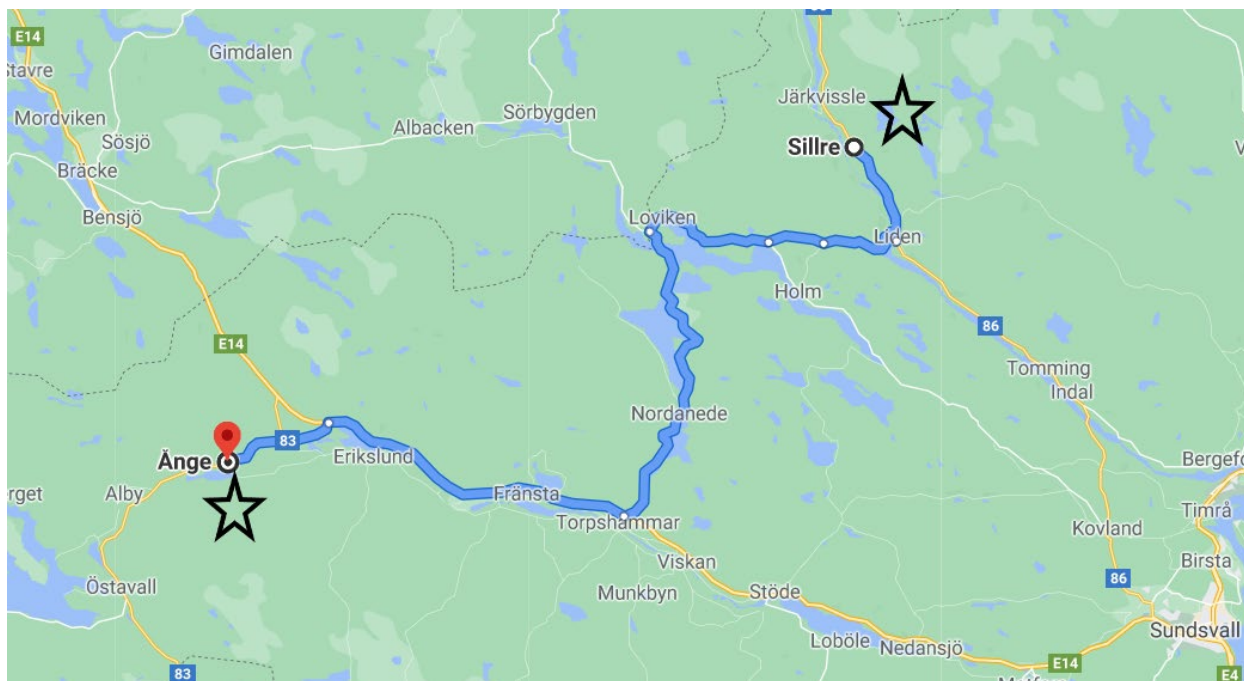 E14
Gimdalen
Stavre
Mordviken
Sösjö
Bräcke
Bensjö
Albacken
Sörbygden
Järkvissle
Sillre
Loviken
Liden
Holm
86
E14
Tomming
Indal
Nordanede
83
Erikslund
Ånge
Alby
Fränsta
Torpshammar
Viskan
Munkbyn
Stöde
Loböle
Nedansjö
Östavall
83
Kovland
86
Timrå
Birsta
Sundsvall
E14
E4